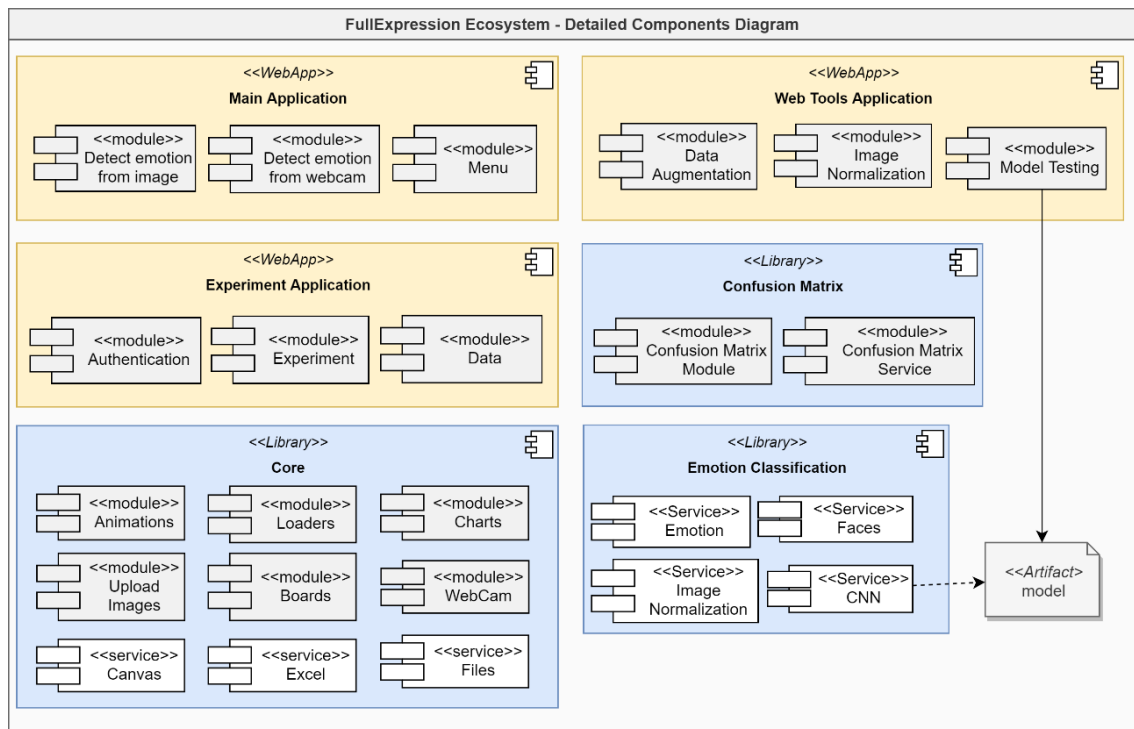 FullExpression Ecosystem - Detailed Components Diagram
<<WebApp>>
Main Application
<<module>>
Detect emotion
from image
<<module>>
Detect emotion
from webcam
<<module>>
Menu
<<WebApp>>
Web Tools Application
<<module>>
Data
Augmentation
<<module>>
Image
Normalization
<<module>>
Model Testing
<<WebApp>>
Experiment Application
<<module>>
Authentication
<<module>>
Experiment
<<module>>
Data
<<Library>>
Confusion Matrix
<<module>>
Confusion Matrix
Module
<<module>>
Confusion Matrix
Service
<<Library>>
Core
<<module>>
Animations
<<module>>
Loaders
<<module>>
Charts
<<module>>
Upload
Images
<<module>>
Boards
<<module>>
WebCam
<<service>>
Canvas
<<service>>
Excel
<<service>>
Files
<<Library>>
Emotion Classification
<<Service>>
Emotion
<<Service>>
Faces
<<Service>>
Image
Normalization
<<Service>>
CNN
<<Artifact>
model